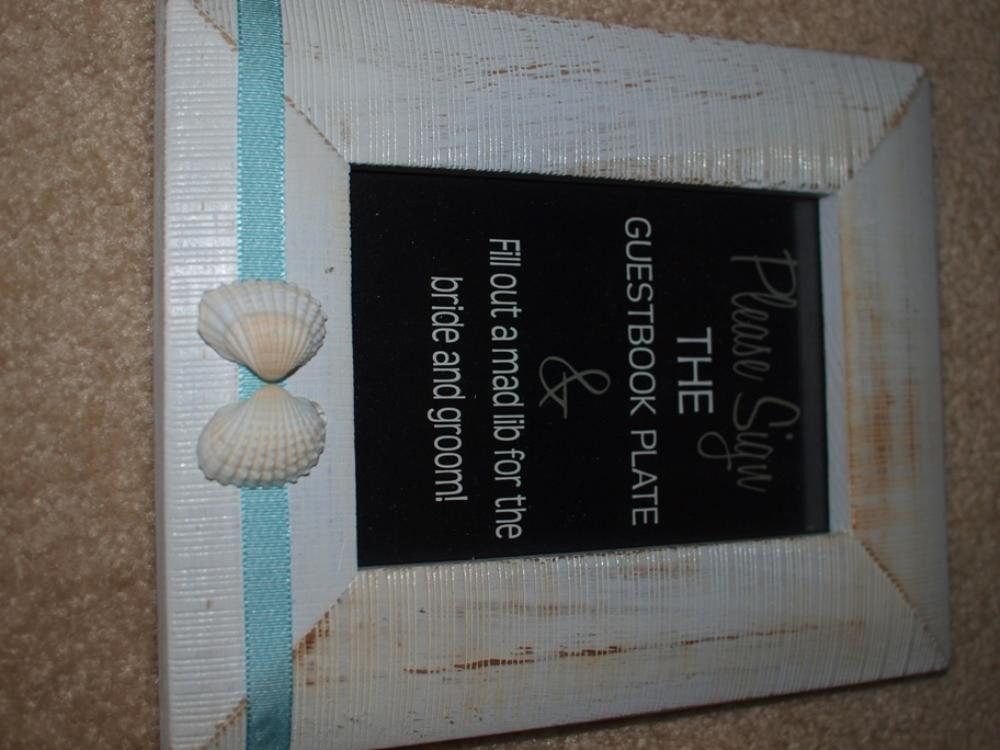 Please Sign
THE
GUESTBOOK PLATE
&
Fill out a mad lib for the
bride and groom!